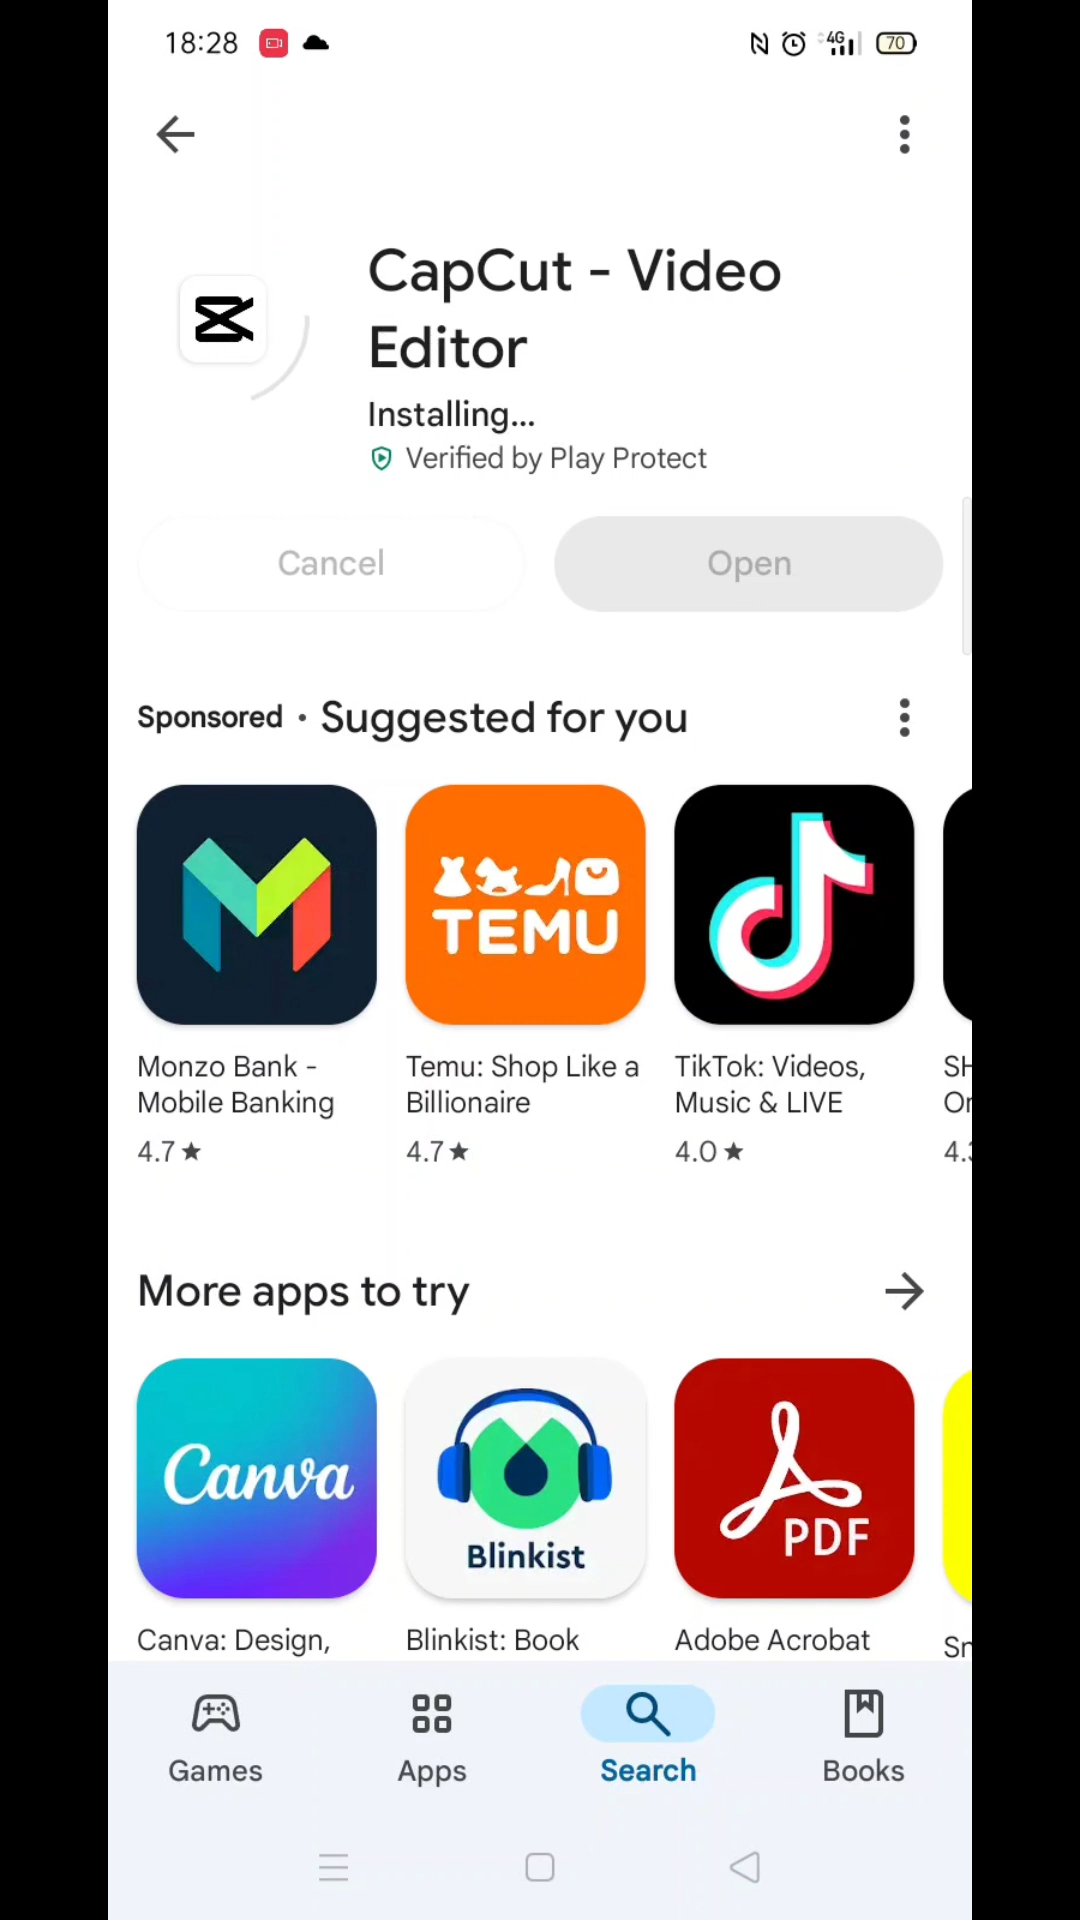 18:28
4G
70
CapCut - Video
Editor
Installing...
Verified by Play Protect
Cancel
Open
Sponsored • Suggested for you
TEMU
Monzo Bank -
Mobile Banking
4.7 ★
Temu: Shop Like a
Billionaire
4.7 ★
TikTok: Videos,
Music & LIVE
4.0 ★
More apps to try
Canva
Blinkist
PDF
Canva: Design,
Blinkist: Book
Adobe Acrobat
Games
Apps
Search
Books